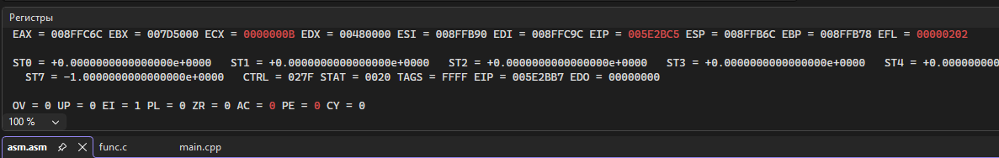 Регистры
EAX = 008FFC6C EBX = 007D5000 ECX = 0000000B EDX = 00480000 ESI = 008FFB90 EDI = 008FFC9C EIP = 005E2BC5 ESP = 008FFB6C EBP = 008FFB78 EFL = 00000202
ST0 = +0.0000000000000000e+0000 ST1 = +0.0000000000000000e+0000 ST2 = +0.0000000000000000e+0000 ST3 = +0.0000000000000000e+0000 ST4 = +0.000000000
ST7 = -1.0000000000000000e+0000 CTRL = 027F STAT = 0020 TAGS = FFFF EIP = 005E2BB7 EDO = 00000000
OV = 0 UP = 0 EI = 1 PL = 0 ZR = 0 AC = 0 PE = 0 CY = 0
100 %
asm.asm func.c main.cpp